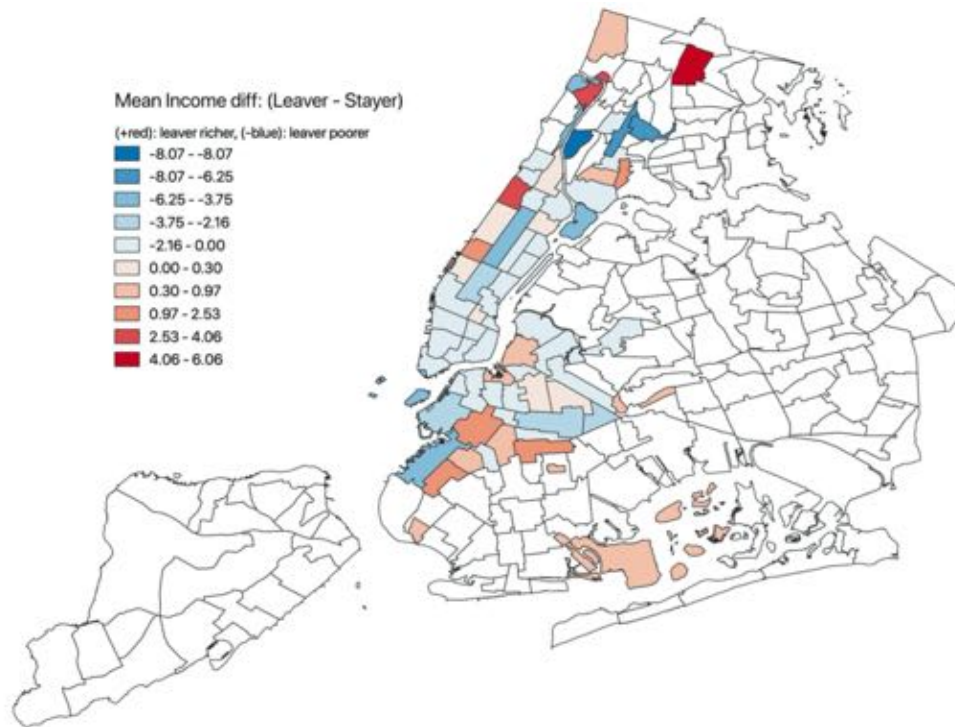 Mean Income diff: (Leaver - Stayer)
(+red): leaver richer, (-blue): leaver poorer
-8.07 - -8.07
-8.07 - -6.25
-6.25 - -3.75
-3.75 - -2.16
-2.16 - 0.00
0.00 - 0.30
0.30 - 0.97
0.97 - 2.53
2.53 - 4.06
4.06 - 6.06